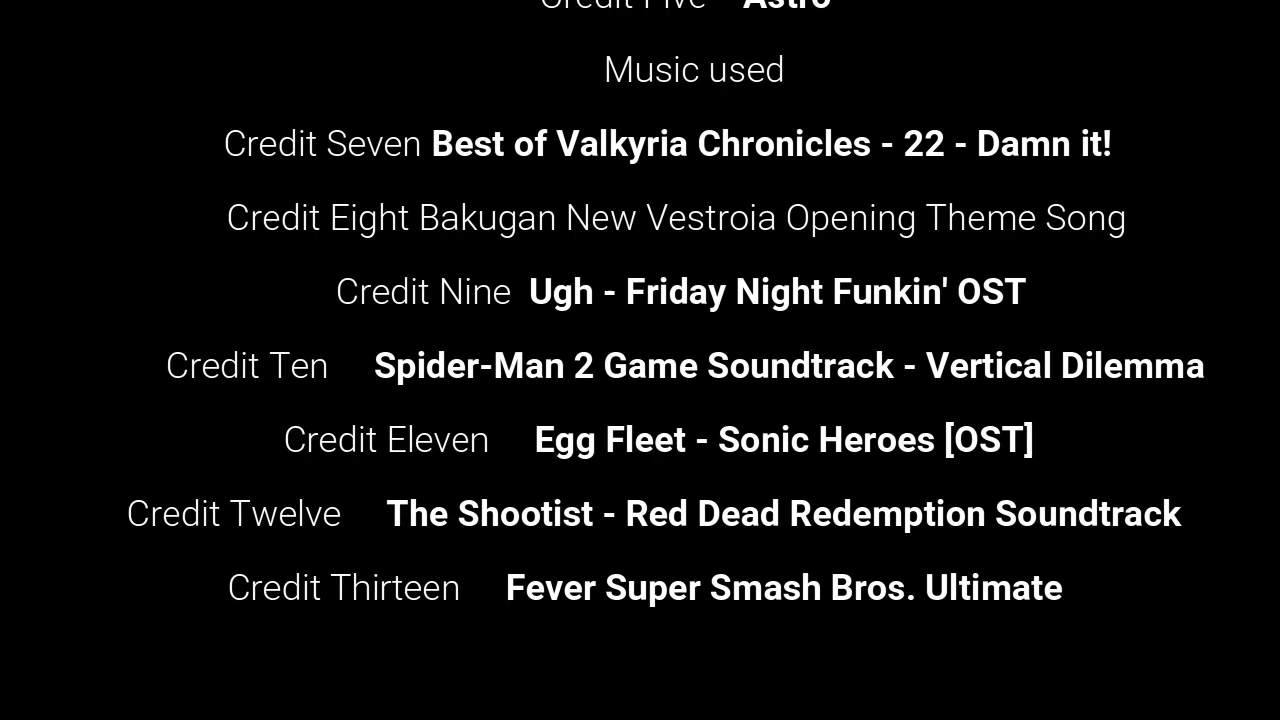 Credit Five Astro
Music used
Credit Seven Best of Valkyria Chronicles - 22 - Damn it!
Credit Eight Bakugan New Vestroia Opening Theme Song
Credit Nine Ugh - Friday Night Funkin' OST
Credit Ten Spider-Man 2 Game Soundtrack - Vertical Dilemma
Credit Eleven Egg Fleet - Sonic Heroes [OST]
Credit Twelve The Shootist - Red Dead Redemption Soundtrack
Credit Thirteen Fever Super Smash Bros. Ultimate